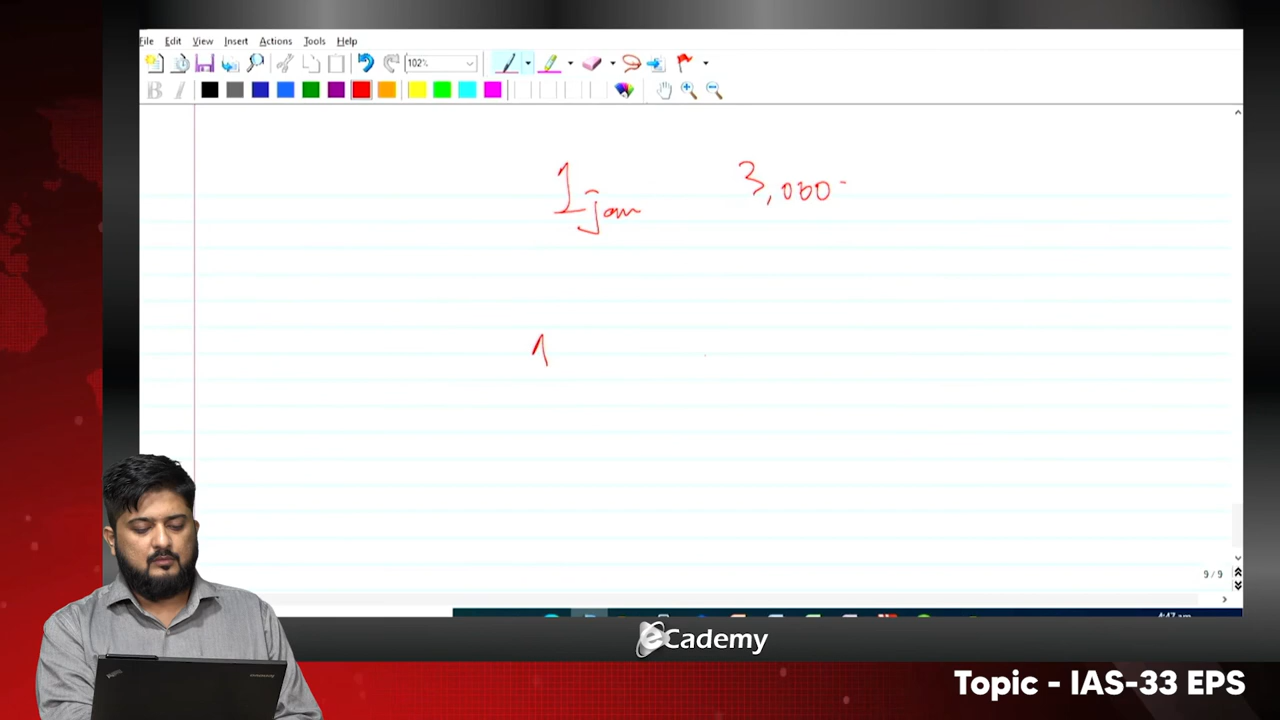 File Edit View Insert Actions Tools Help
102%
B I
1 jan 3,000
1
9 / 9
eCademy
Topic - IAS-33 EPS